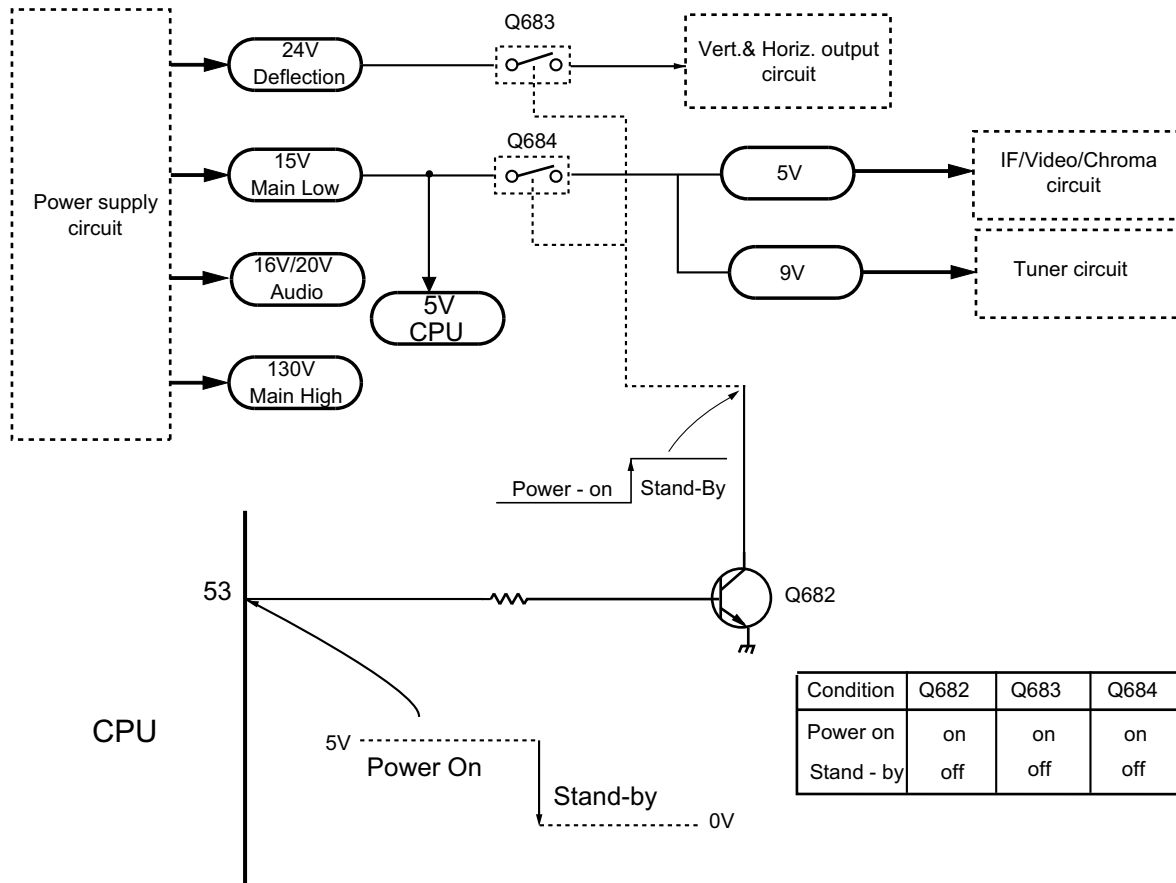 Q683
24V
Deflection
Vert.& Horiz. output
circuit
Q684
15V
Main Low
5V
IF/Video/Chroma
circuit
Power supply
circuit
16V/20V
Audio
5V
CPU
9V
Tuner circuit
130V
Main High
Power - on
Stand-By
53
Q682
CPU
5V
Power On
Stand-by
0V
Condition Q682 Q683 Q684
Power on on on on
Stand - by off off off